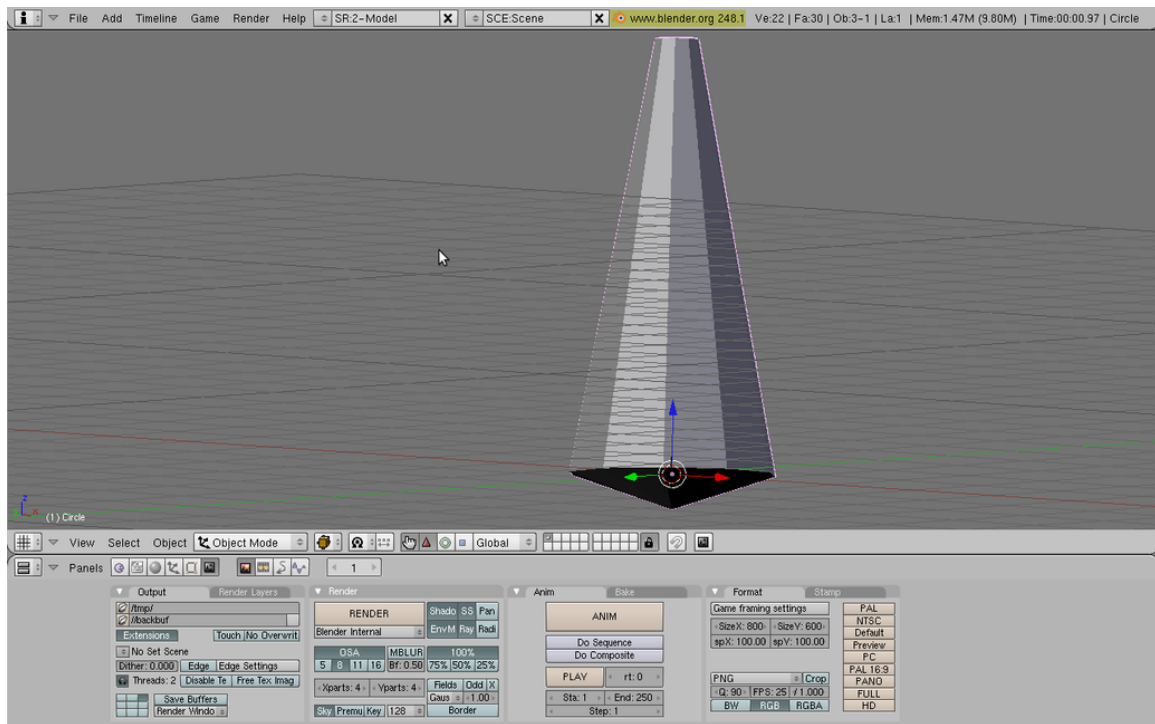 File Add Timeline Game Render Help SR:2-Model X SCE:Scene X www.blender.org 248.1 Ve:22 | Fa:30 | Ob:3-1 | La:1 | Mem:1.47M (9.80M) | Time:00:00.97 | Circle
z
x
(1) Circle
View Select Object Object Mode Global
Panels 1
Output Render Layers Render Anim Bake Format Stamp
/tmp/
//backbuf
Extensions Touch No Overwrit
No Set Scene
Dither: 0.000 Edge Edge Settings
Threads: 2 Disable Te Free Tex Imag
Save Buffers
Render Windo
RENDER Shado SS Pan
Blender Internal EnvM Ray Radi
OSA MBLUR 100%
5 8 11 16 Bf: 0.50 75% 50% 25%
Xparts: 4 Yparts: 4 Fields Odd X
Gaus 1.00
Sky Premu Key 128 Border
ANIM
Do Sequence
Do Composite
PLAY rt: 0
Sta: 1 End: 250
Step: 1
Game framing settings PAL
NTSC
SizeX: 800 SizeY: 600 Default
spX: 100.00 spY: 100.00 Preview
PC
PAL 16:9
PNG Crop PANO
Q: 90 FPS: 25 / 1.000 FULL
BW RGB RGBA HD